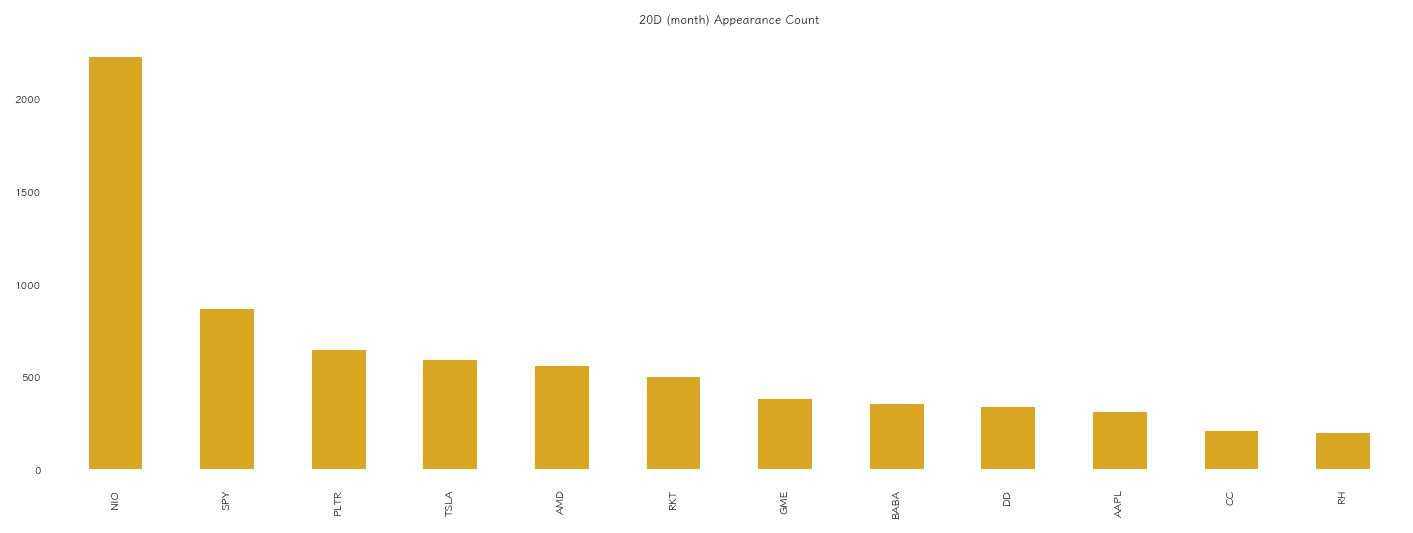 20D (month) Appearance Count
2000
1500
1000
500
0
NIO
SPY
PLTR
TSLA
AMD
RKT
GME
BABA
DD
AAPL
CC
RH